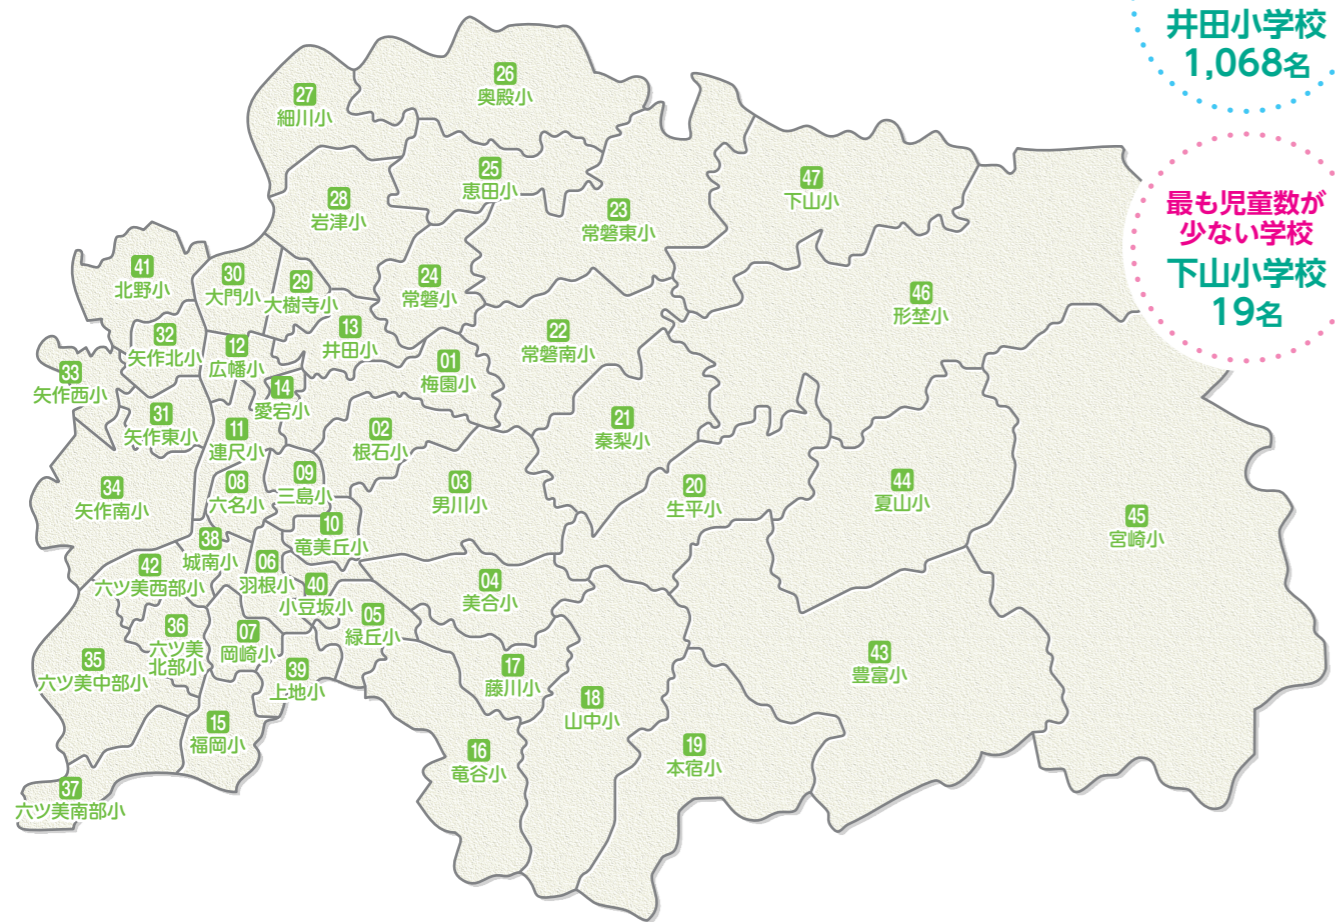 井田小学校
1,068名
最も児童数が
少ない学校
下山小学校
19名
26
奥殿小
27
細川小
25
恵田小
47
下山小
28
岩津小
23
常磐東小
41
北野小
30
大門小
29
大樹寺小
24
常磐小
46
形埜小
32
矢作北小
12
広幡小
13
井田小
22
常磐南小
33
矢作西小
14
愛宕小
01
梅園小
31
矢作東小
11
連尺小
02
根石小
21
秦梨小
34
矢作南小
08
六名小
09
三島小
03
男川小
20
生平小
44
夏山小
45
宮崎小
10
竜美丘小
38
城南小
42
六ツ美西部小
06
羽根小
40
小豆坂小
04
美合小
05
緑丘小
36
六ツ美
北部小
07
岡崎小
35
六ツ美中部小
39
上地小
17
藤川小
43
豊富小
18
山中小
15
福岡小
16
竜谷小
19
本宿小
37
六ツ美南部小